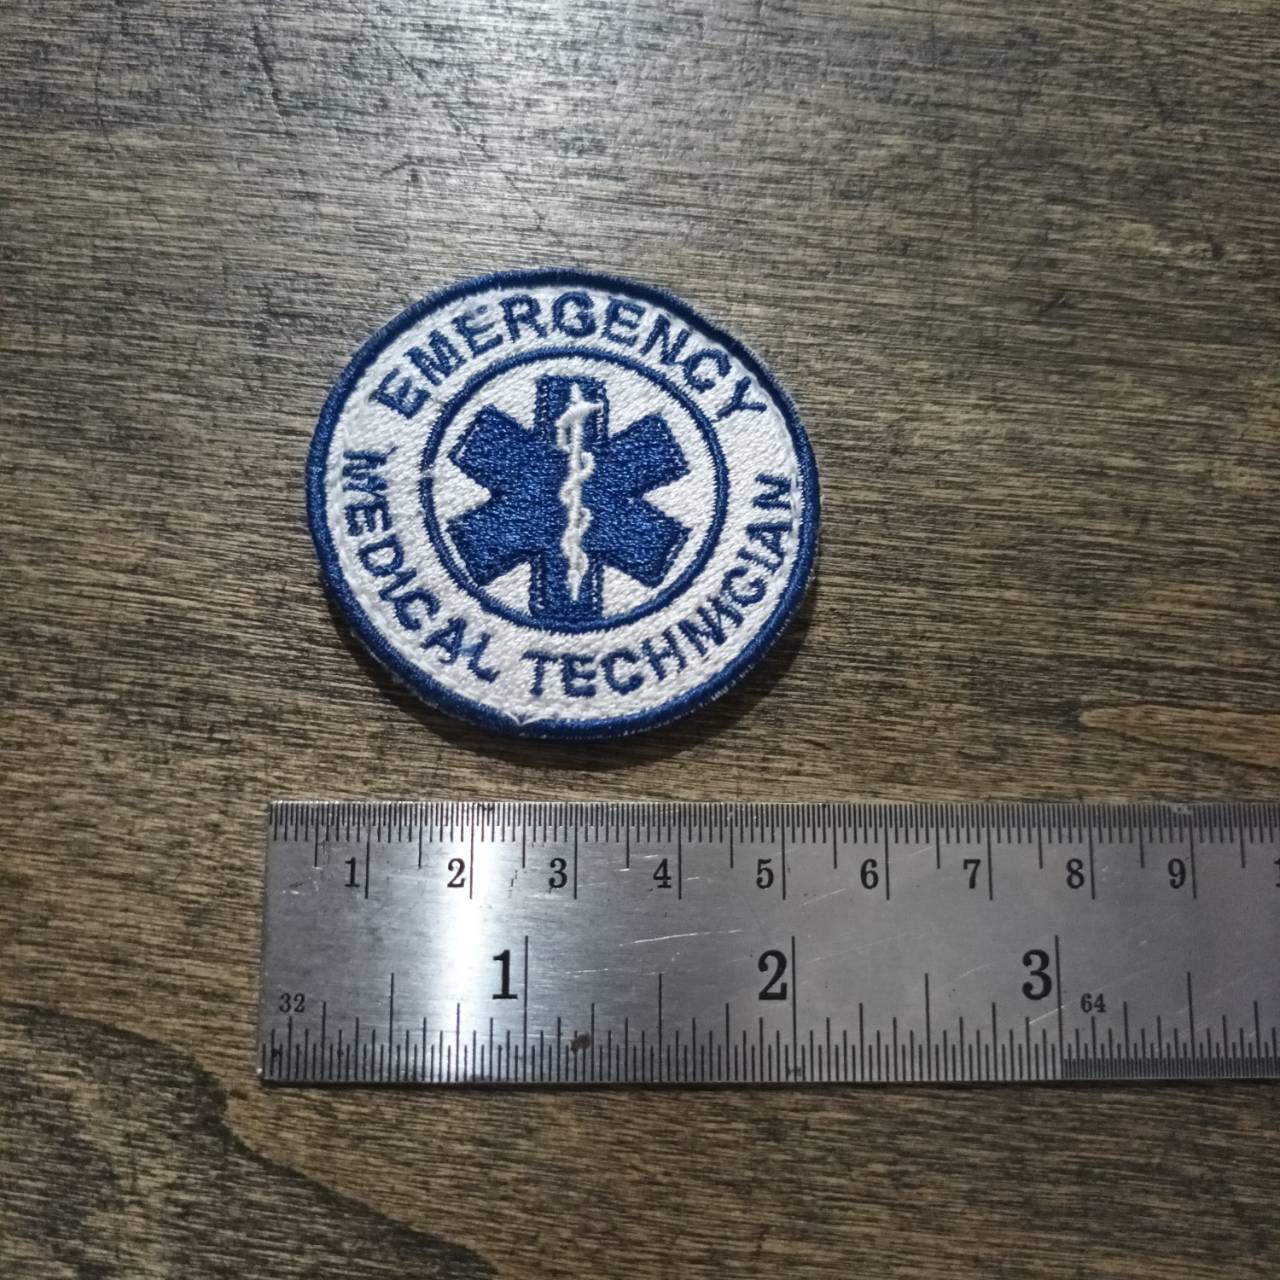 EMERGENCY
MEDICAL TECHNICIAN
1 2 3 4 5 6 7 8 9
1 2 3
32 64